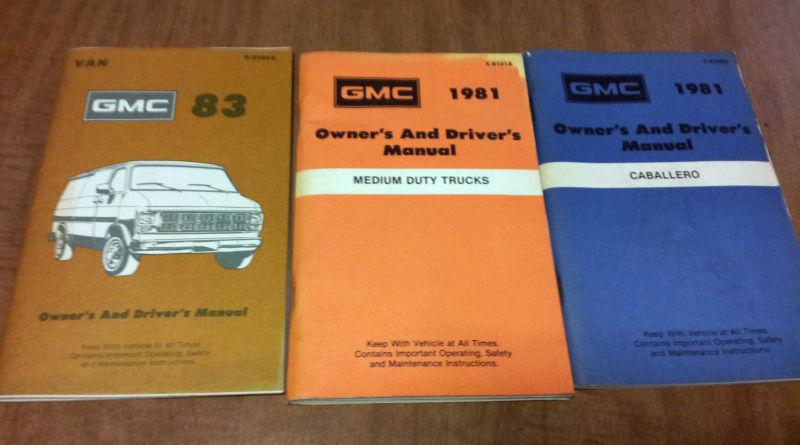 VAN
GMC 83
Owner's And Driver's Manual
Keep With Vehicle at All Times.
Contains Important Operating, Safety
and Maintenance Instructions.
X-8101A
GMC 1981
Owner's And Driver's
Manual
MEDIUM DUTY TRUCKS
Keep With Vehicle at All Times.
Contains Important Operating, Safety
and Maintenance Instructions.
GMC 1981
Owner's And Driver's
Manual
CABALLERO
Keep With Vehicle at All Times.
Contains Important Operating, Safety
and Maintenance Instructions.